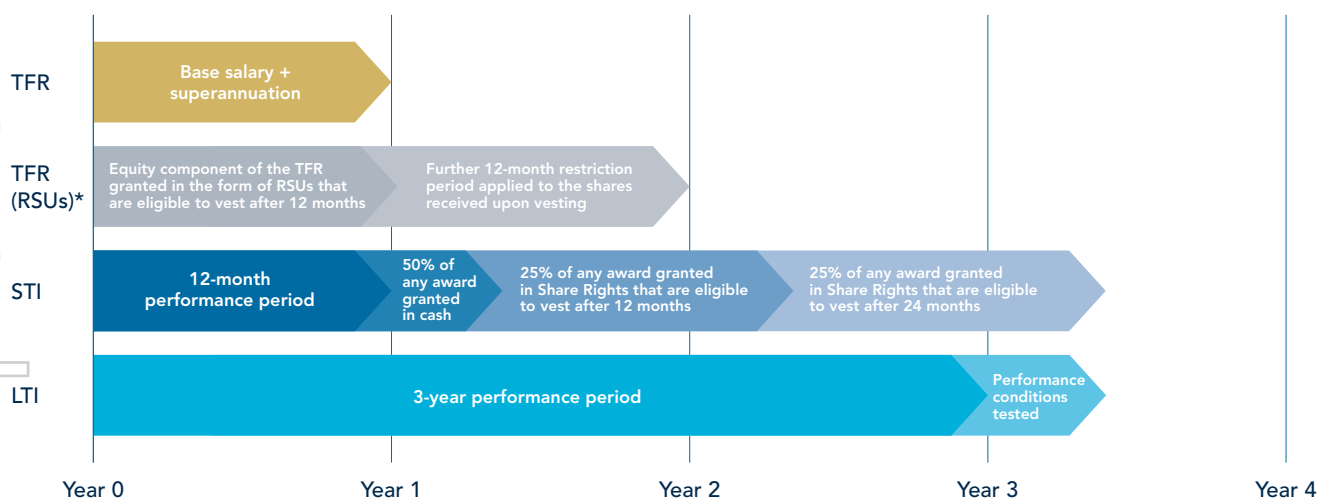 TFR
Base salary +
superannuation
TFR
(RSUs)*
Equity component of the TFR
granted in the form of RSUs that
are eligible to vest after 12 months
Further 12-month restriction
period applied to the shares
received upon vesting
STI
12-month
performance period
50% of
any award
granted
in cash
25% of any award granted
in Share Rights that are eligible
to vest after 12 months
25% of any award granted
in Share Rights that are eligible
to vest after 24 months
LTI
3-year performance period
Performance
conditions
tested
Year 0
Year 1
Year 2
Year 3
Year 4